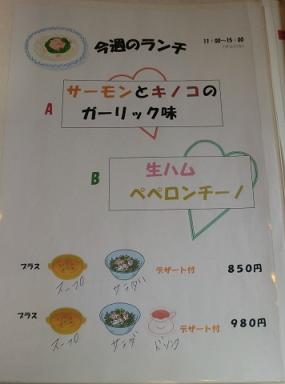 今週のランチ 11:00~15:00
A サーモンとキノコの
ガーリック味
B 生ハム
ペペロンチーノ
プラス デザート付 850円
スープ サラダ
プラス デザート付 980円
スープ サラダ ドリンク